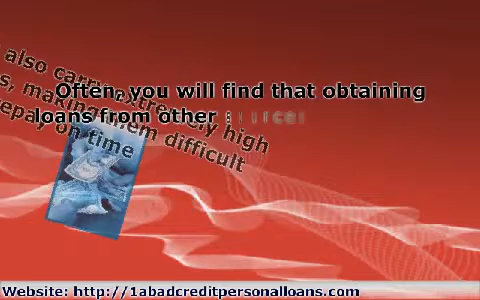 Often, you will find that obtaining
loans from other
also carry extremely high
s, making them difficult
epay on time
Website: http://1abadcreditpersonalloans.com